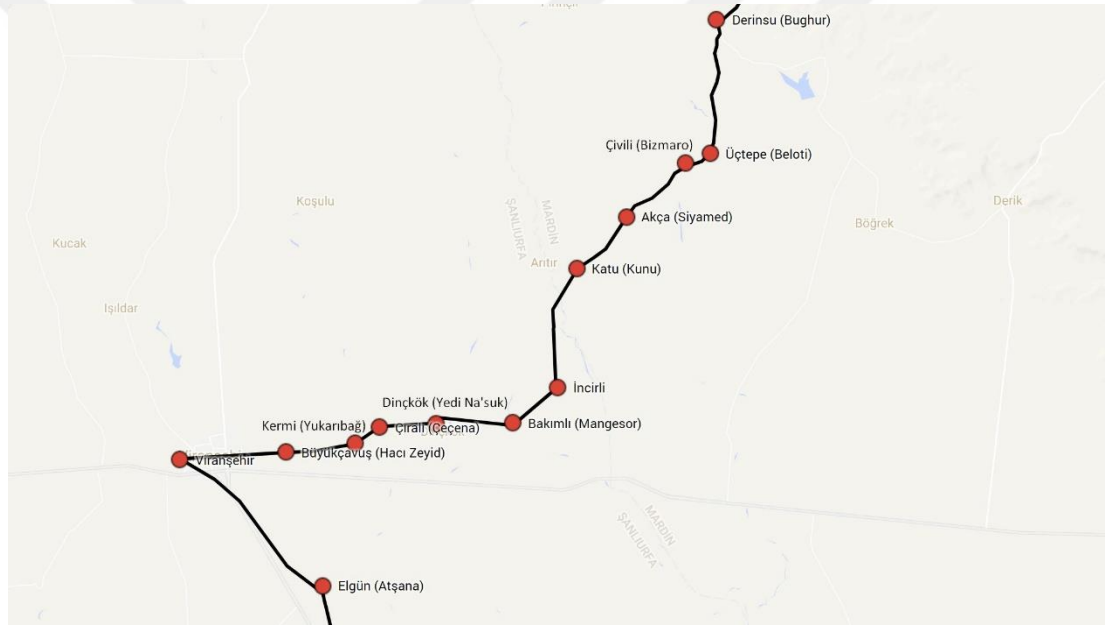 Derinsu (Bughur)
Çivili (Bizmaro)
Üçtepe (Beloti)
Koşulu
ŞANLIURFA
MARDİN
Akça (Siyamed)
Derik
Böğrek
Kucak
Arıtır
Katu (Kunu)
Işıldar
İncirli
Dinçkök (Yedi Na'suk)
Kermi (Yukarıbağ)
Çıralı (Çeçena)
Bakımlı (Mangesor)
Viranşehir
Büyükçavuş (Hacı Zeyid)
MARDİN
ŞANLIURFA
Elgün (Atşana)